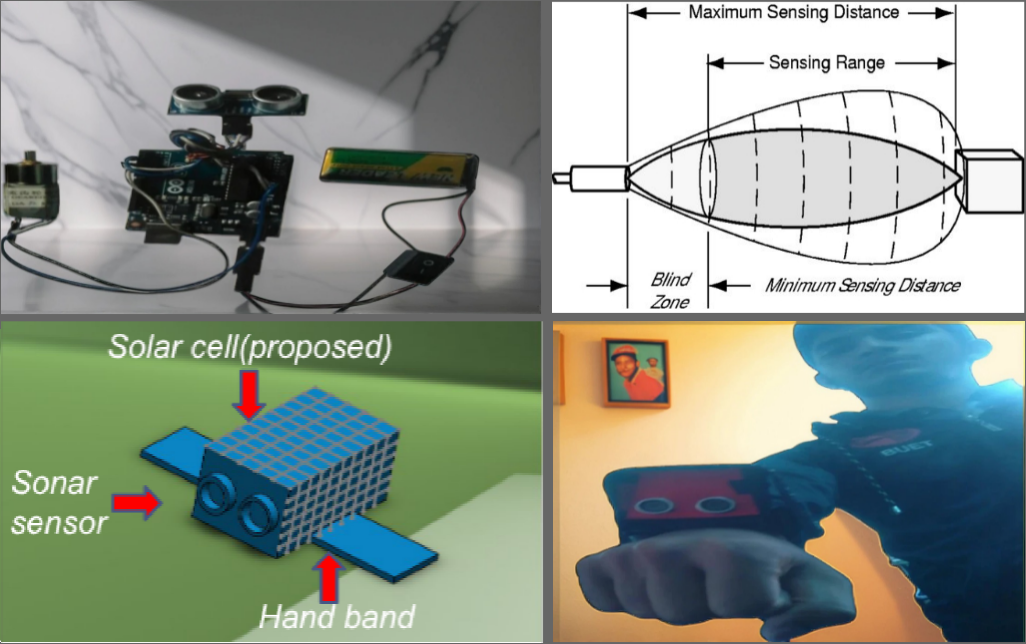 Maximum Sensing Distance
Sensing Range
Blind
Zone
Minimum Sensing Distance
Solar cell(proposed)
Sonar
sensor
Hand band
BUET